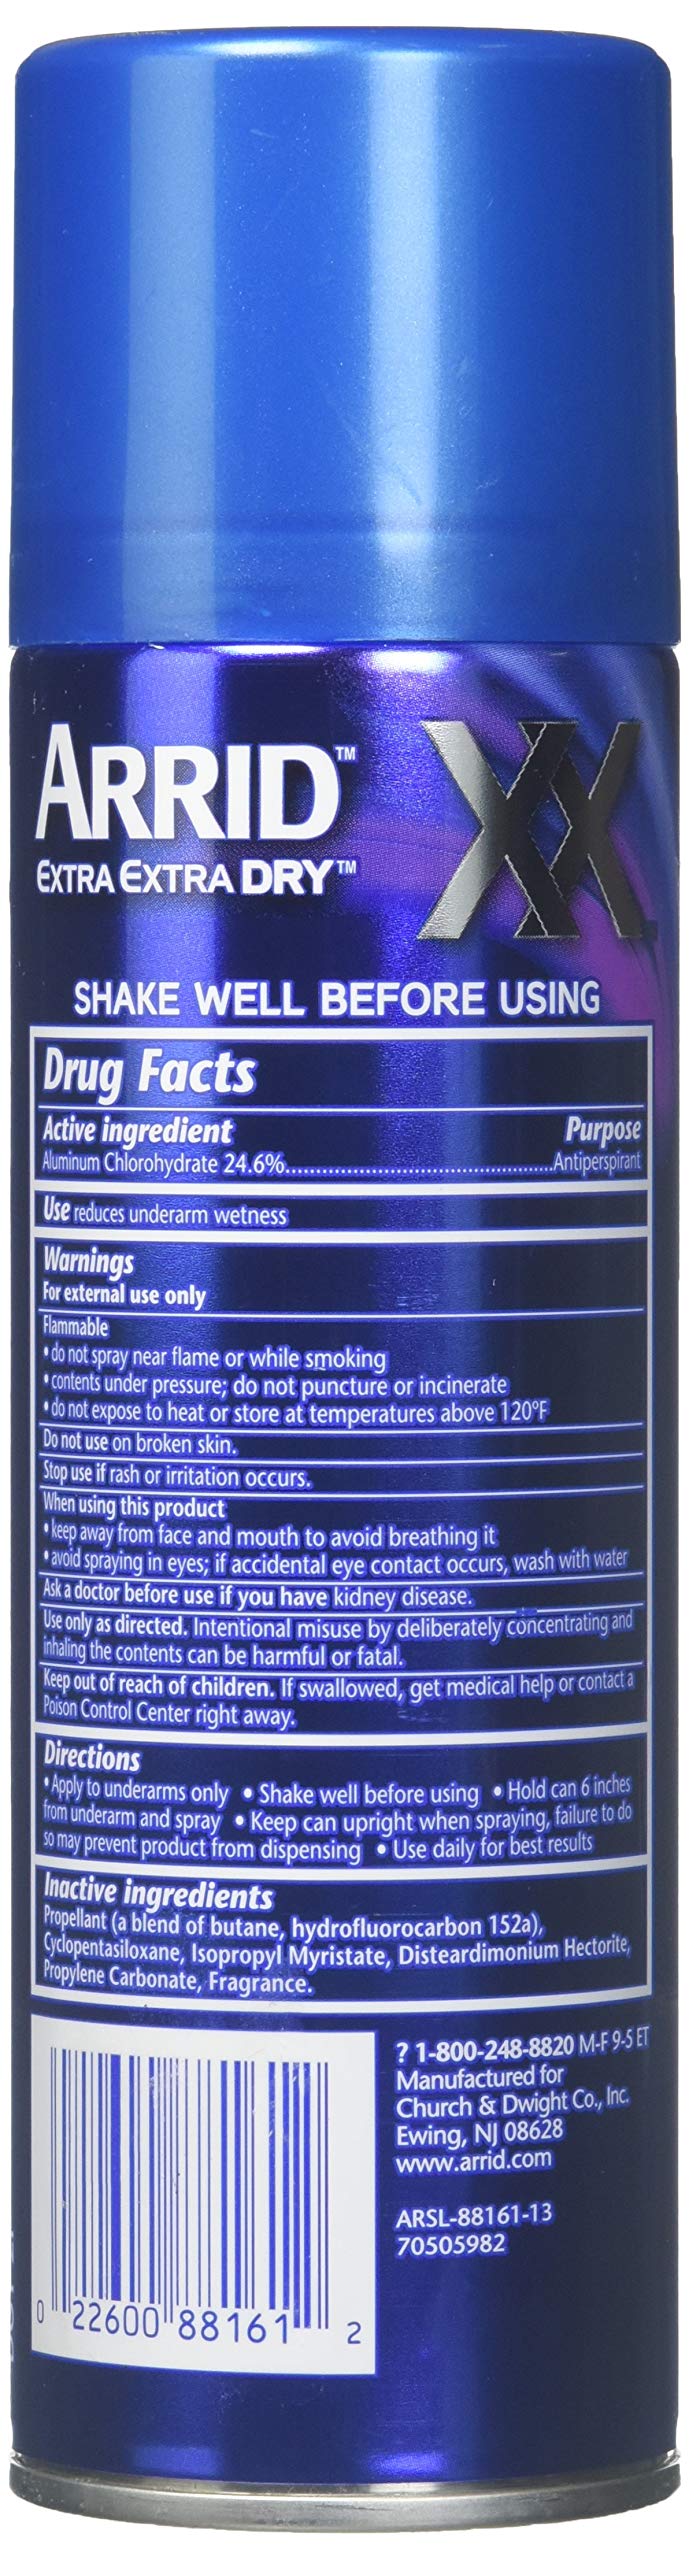 ARRID™
EXTRA EXTRA DRY™
XX
SHAKE WELL BEFORE USING
Drug Facts
Active ingredient Purpose
Aluminum Chlorohydrate 24.6%.............................................Antiperspirant
Use reduces underarm wetness
Warnings
For external use only
Flammable
• do not spray near flame or while smoking
• contents under pressure; do not puncture or incinerate
• do not expose to heat or store at temperatures above 120ºF
Do not use on broken skin.
Stop use if rash or irritation occurs.
When using this product
• keep away from face and mouth to avoid breathing it
• avoid spraying in eyes; if accidental eye contact occurs, wash with water
Ask a doctor before use if you have kidney disease.
Use only as directed. Intentional misuse by deliberately concentrating and
inhaling the contents can be harmful or fatal.
Keep out of reach of children. If swallowed, get medical help or contact a
Poison Control Center right away.
Directions
• Apply to underarms only • Shake well before using • Hold can 6 inches
from underarm and spray • Keep can upright when spraying, failure to do
so may prevent product from dispensing • Use daily for best results
Inactive ingredients
Propellant (a blend of butane, hydrofluorocarbon 152a),
Cyclopentasiloxane, Isopropyl Myristate, Disteardimonium Hectorite,
Propylene Carbonate, Fragrance.
? 1-800-248-8820 M-F 9-5 ET
Manufactured for
Church & Dwight Co., Inc.
Ewing, NJ 08628
www.arrid.com
ARSL-88161-13
70505982
0 22600 88161 2